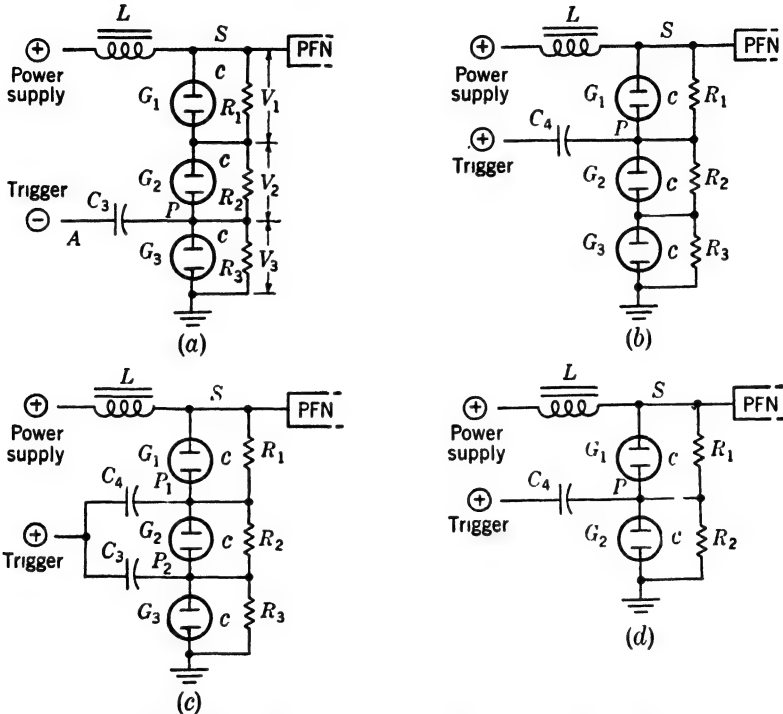 L
S
PFN
+
Power
supply
G1
c
R1
V1
G2
c
R2
V2
Trigger
C3
P
−
A
G3
c
R3
V3
(a)
L
S
PFN
+
Power
supply
G1
c
R1
C4
P
+
Trigger
G2
c
R2
G3
c
R3
(b)
L
S
PFN
+
Power
supply
G1
c
R1
C4
P1
+
Trigger
G2
c
R2
C3
P2
G3
c
R3
(c)
L
S
PFN
+
Power
supply
G1
c
R1
C4
P
+
Trigger
G2
c
R2
(d)